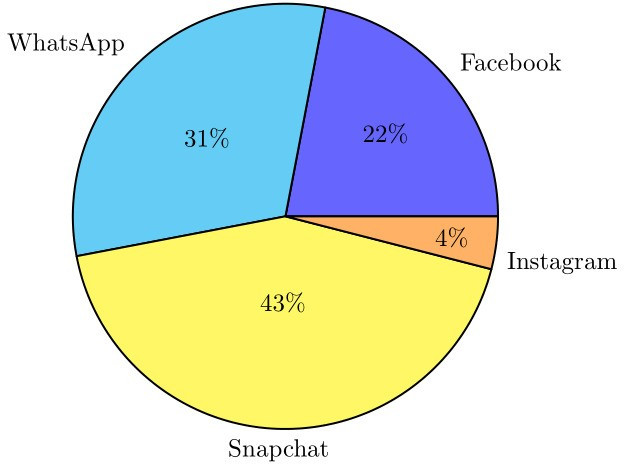 WhatsApp
Facebook
31%
22%
4%
Instagram
43%
Snapchat